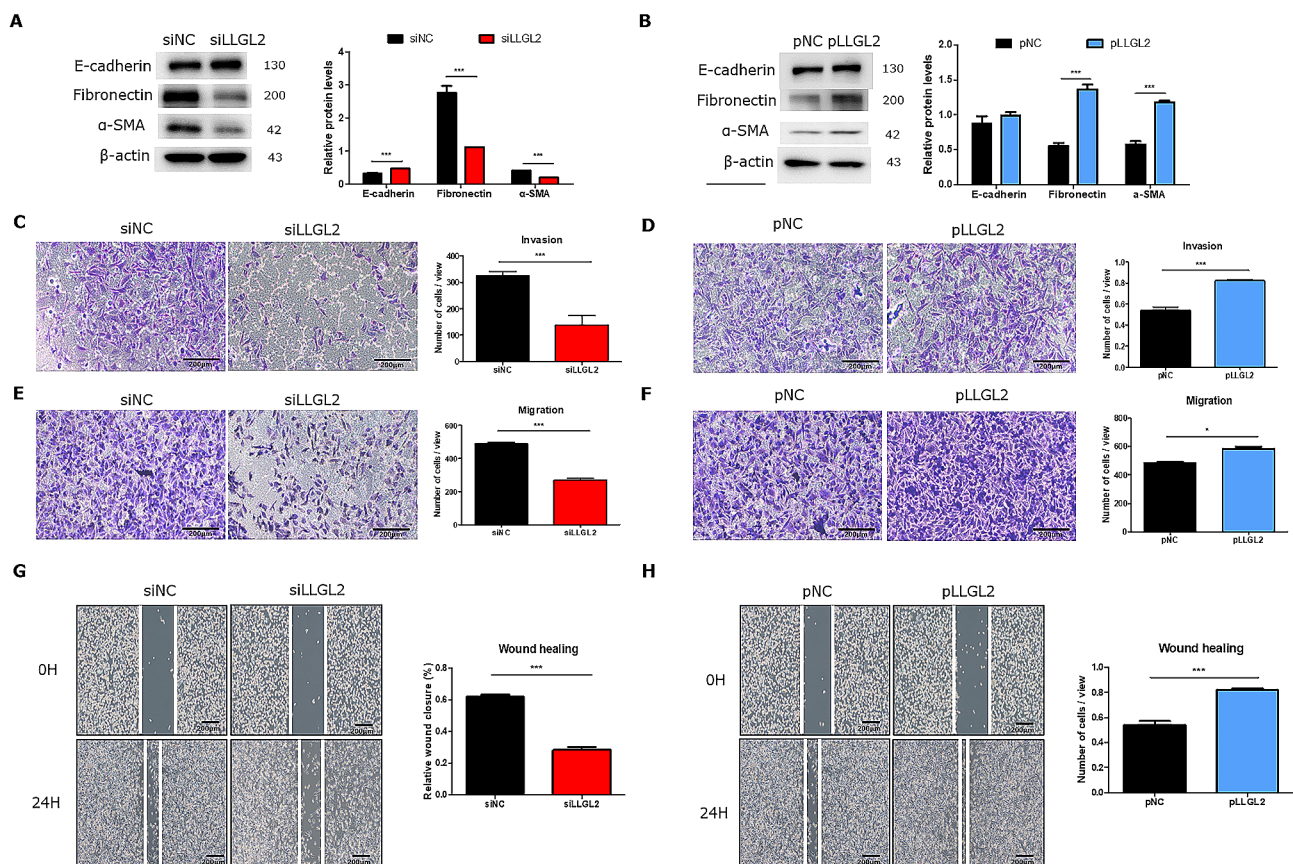 A
siNC siLLGL2
E-cadherin 130
Fibronectin 200
α-SMA 42
β-actin 43
siNC siLLGL2
Relative protein levels
4
3
2
1
0
***
***
***
E-cadherin Fibronectin α-SMA
B
pNC pLLGL2
E-cadherin 130
Fibronectin 200
α-SMA 42
β-actin 43
pNC pLLGL2
Relative protein levels
2.0
1.5
1.0
0.5
0.0
***
***
E-cadherin Fibronectin a-SMA
C
siNC siLLGL2
200μm 200μm
Invasion
***
Number of cells / view
400
300
200
100
0
siNC siLLGL2
D
pNC pLLGL2
200μm 200μm
Invasion
***
Number of cells / view
1.0
0.8
0.6
0.4
0.2
0.0
pNC pLLGL2
E
siNC siLLGL2
200μm 200μm
Migration
***
Number of cells / view
600
400
200
0
siNC siLLGL2
F
pNC pLLGL2
200μm 200μm
Migration
*
Number of cells / view
800
600
400
200
0
pNC pLLGL2
G
siNC siLLGL2
0H
200μm 200μm
24H
200μm 200μm
Wound healing
***
Relative wound closure (%)
0.8
0.6
0.4
0.2
0.0
siNC siLLGL2
H
pNC pLLGL2
0H
200μm 200μm
24H
200μm 200μm
Wound healing
***
Number of cells / view
1.0
0.8
0.6
0.4
0.2
0.0
pNC pLLGL2